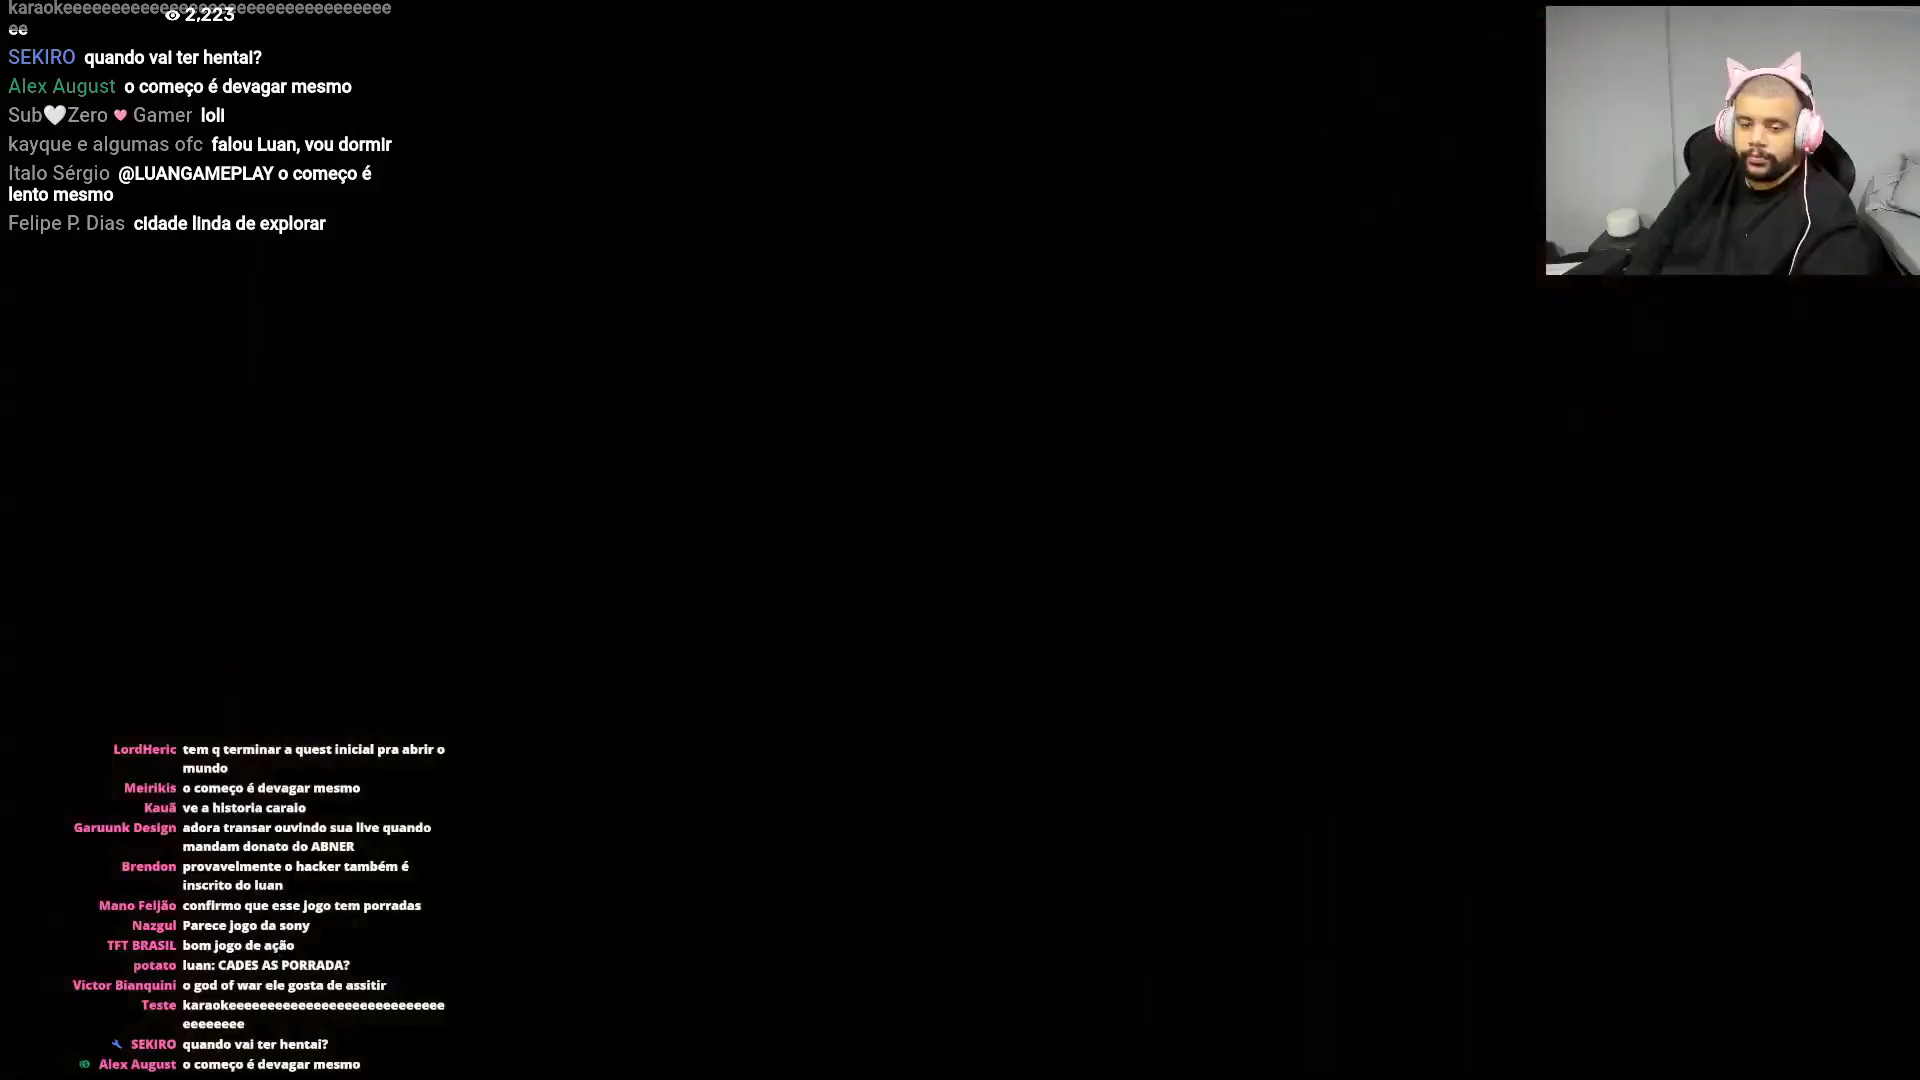 karaokeeeeeeeeeeeeeeeeeeeeeeeeeeeeeeeeeee
2,223
ee
SEKIRO quando vai ter hentai?
Alex August o começo é devagar mesmo
Sub🤍Zero ♥ Gamer loll
kayque e algumas ofc falou Luan, vou dormir
Italo Sérgio @LUANGAMEPLAY o começo é
lento mesmo
Felipe P. Dias cidade linda de explorar
LordHeric tem q terminar a quest inicial pra abrir o
mundo
Meirikis o começo é devagar mesmo
Kauã ve a historia caraio
Garuunk Design adora transar ouvindo sua live quando
mandam donato do ABNER
Brendon provavelmente o hacker também é
inscrito do luan
Mano Feijão confirmo que esse jogo tem porradas
Nazgul Parece jogo da sony
TFT BRASIL bom jogo de ação
potato luan: CADES AS PORRADA?
Victor Bianquini o god of war ele gosta de assitir
Teste karaokeeeeeeeeeeeeeeeeeeeeeeeeeeee
eeeeeeee
SEKIRO quando vai ter hentai?
Alex August o começo é devagar mesmo